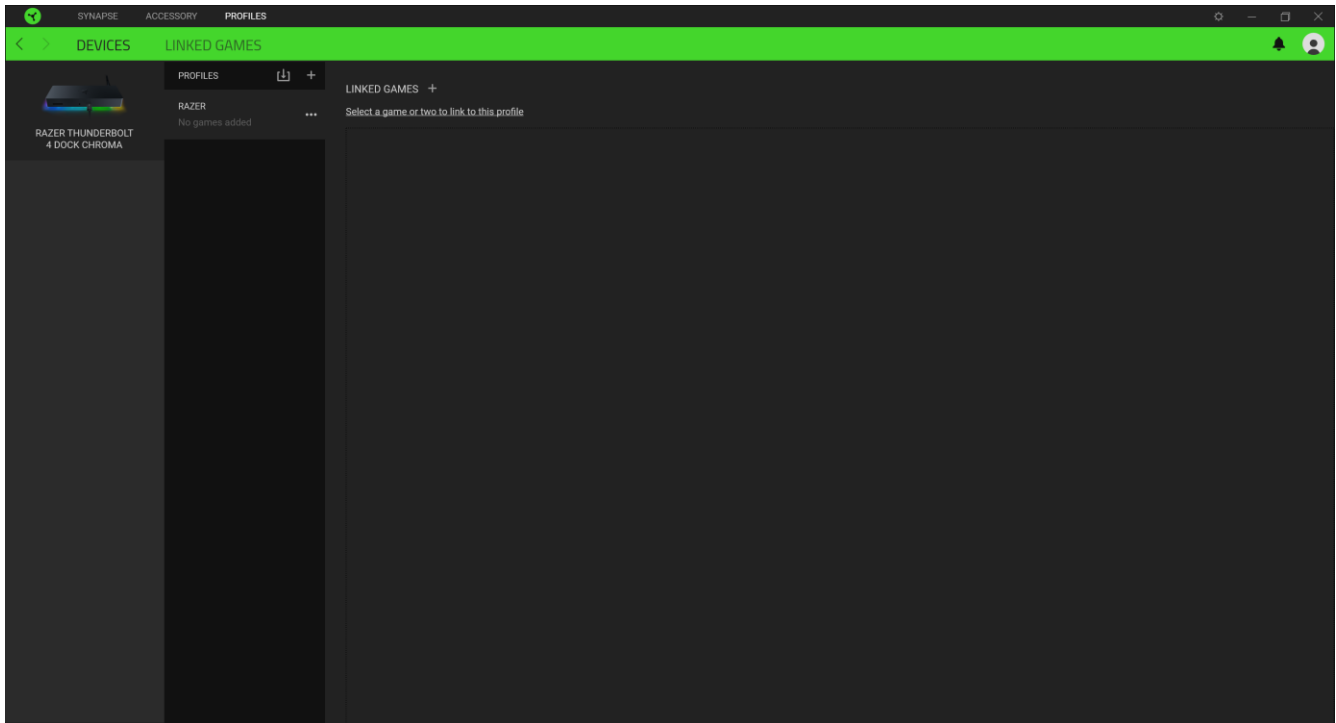 SYNAPSE ACCESSORY PROFILES
DEVICES LINKED GAMES
RAZER THUNDERBOLT
4 DOCK CHROMA
PROFILES
RAZER
No games added
LINKED GAMES
Select a game or two to link to this profile